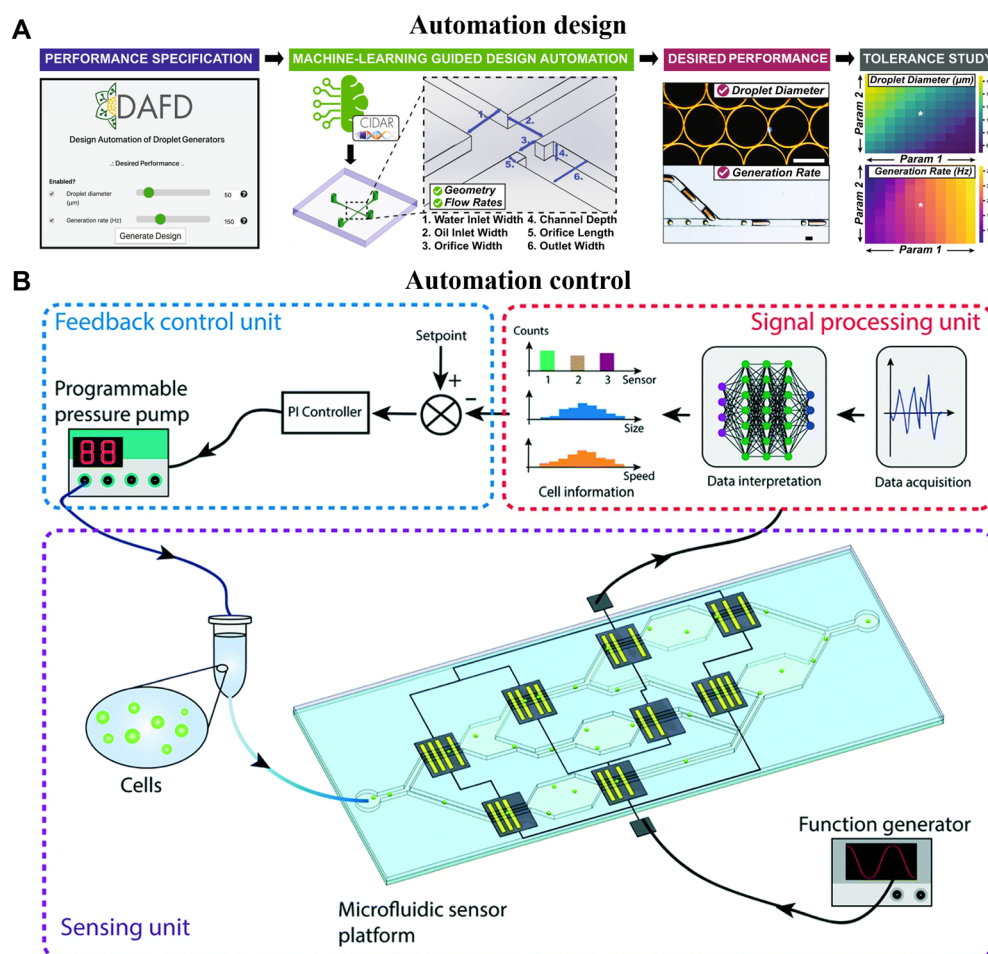 A
Automation design
PERFORMANCE SPECIFICATION
MACHINE-LEARNING GUIDED DESIGN AUTOMATION
DESIRED PERFORMANCE
TOLERANCE STUDY
DAFD
Design Automation of Droplet Generators
.: Desired Performance :.
Enabled?
Droplet diameter
(µm)
50
?
Generation rate (Hz)
150
?
Generate Design
CIDAR
1.
2.
3.
4.
5.
6.
Geometry
Flow Rates
1. Water Inlet Width
2. Oil Inlet Width
3. Orifice Width
4. Channel Depth
5. Orifice Length
6. Outlet Width
Droplet Diameter
Generation Rate
Droplet Diameter (µm)
Param 2
*
Param 1
Generation Rate (Hz)
Param 2
*
Param 1
B
Automation control
Feedback control unit
Setpoint
+
-
PI Controller
Programmable
pressure pump
88
Signal processing unit
Counts
1 2 3
Sensor
Size
Speed
Cell information
Data interpretation
Data acquisition
Cells
Microfluidic sensor
platform
Function generator
Sensing unit